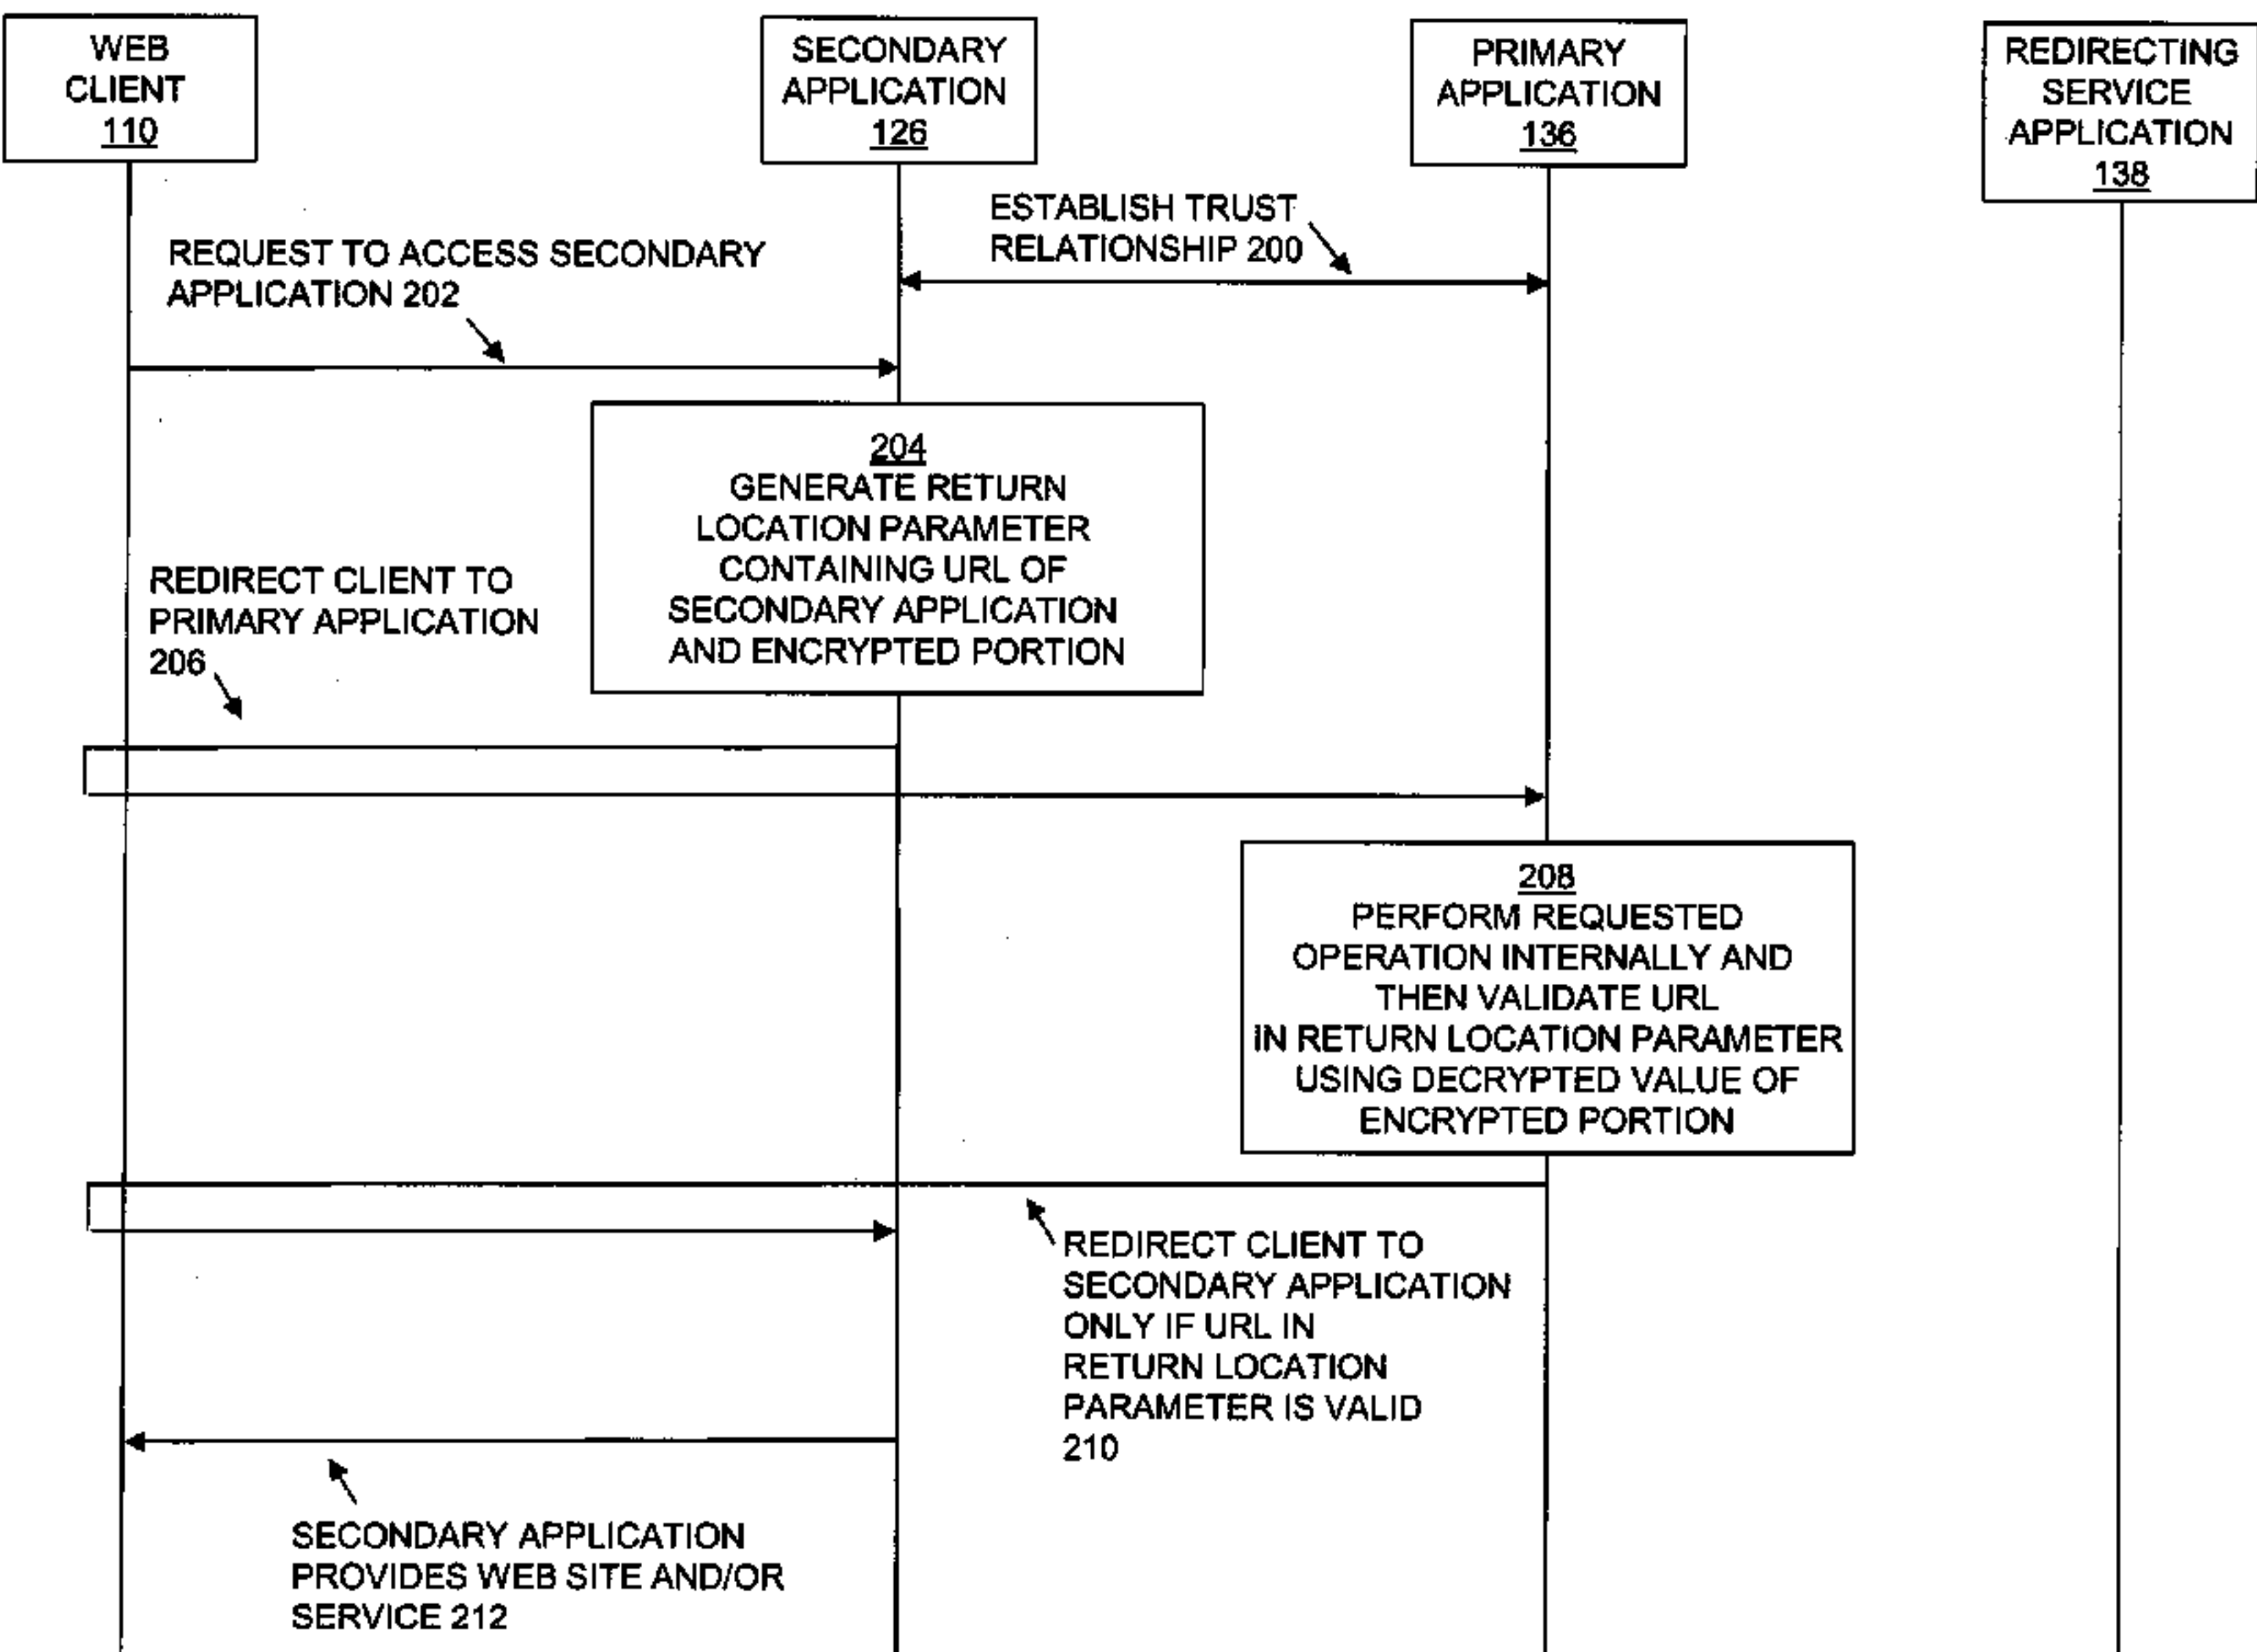 WEB
CLIENT
110
SECONDARY
APPLICATION
126
PRIMARY
APPLICATION
136
REDIRECTING
SERVICE
APPLICATION
138
ESTABLISH TRUST
RELATIONSHIP 200
REQUEST TO ACCESS SECONDARY
APPLICATION 202
204
GENERATE RETURN
LOCATION PARAMETER
CONTAINING URL OF
SECONDARY APPLICATION
AND ENCRYPTED PORTION
REDIRECT CLIENT TO
PRIMARY APPLICATION
206
208
PERFORM REQUESTED
OPERATION INTERNALLY AND
THEN VALIDATE URL
IN RETURN LOCATION PARAMETER
USING DECRYPTED VALUE OF
ENCRYPTED PORTION
REDIRECT CLIENT TO
SECONDARY APPLICATION
ONLY IF URL IN
RETURN LOCATION
PARAMETER IS VALID
210
SECONDARY APPLICATION
PROVIDES WEB SITE AND/OR
SERVICE 212